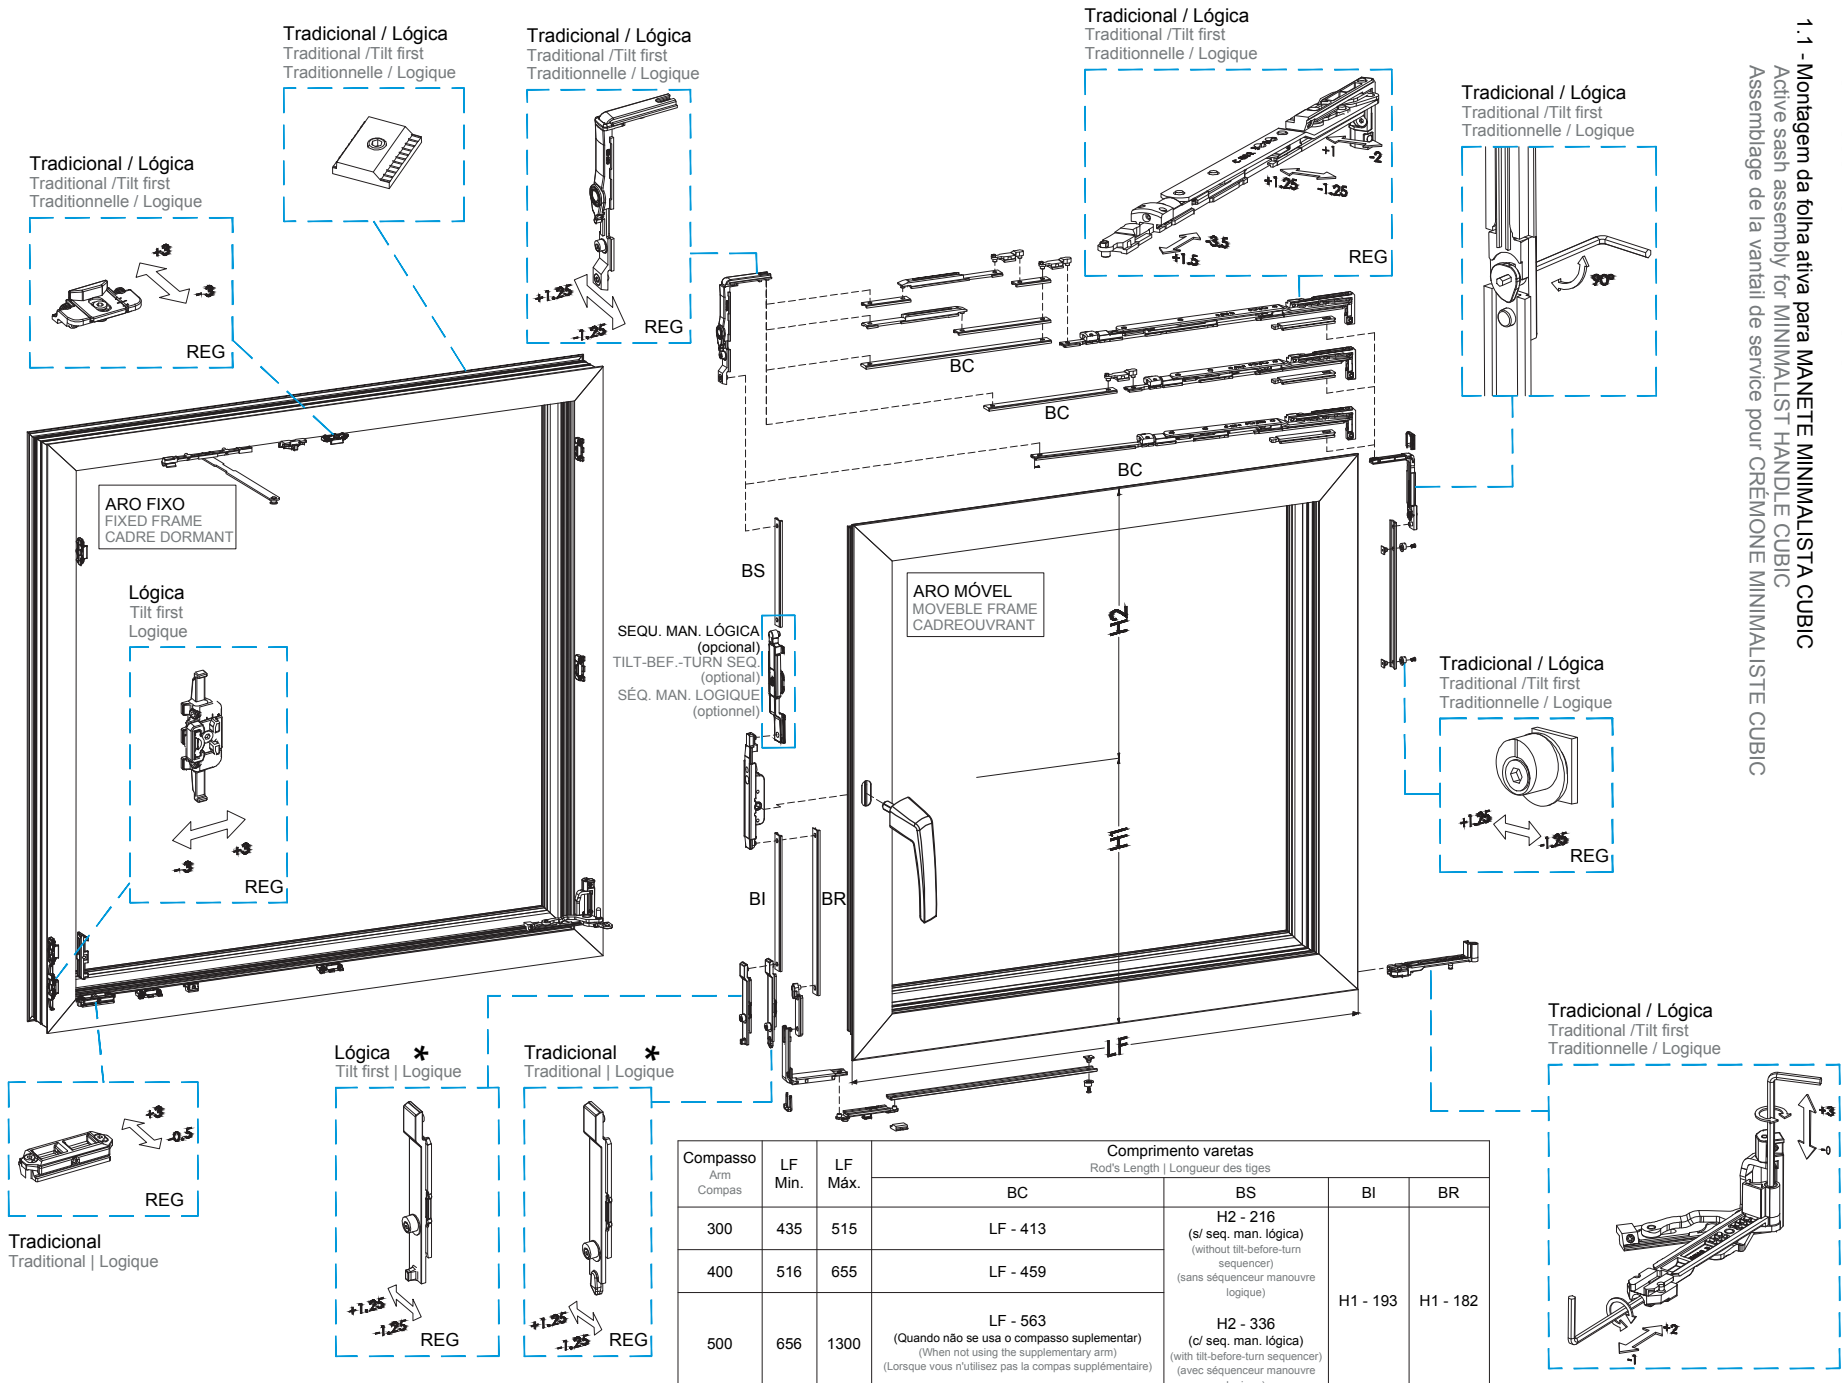 1.1 - Montagem da folha ativa para MANETE MINIMALISTA CUBIC
Active sash assembly for MINIMALIST HANDLE CUBIC
Assemblage de la vantail de service pour CRÉMONE MINIMALISTE CUBIC
Tradicional / Lógica
Traditional /Tilt first
Traditionnelle / Logique
+3
-3
REG
Tradicional / Lógica
Traditional /Tilt first
Traditionnelle / Logique
Tradicional / Lógica
Traditional /Tilt first
Traditionnelle / Logique
+1.25
-1.25
REG
Tradicional / Lógica
Traditional /Tilt first
Traditionnelle / Logique
+1
-2
+1.25
-1.25
-3.5
+1.5
REG
Tradicional / Lógica
Traditional /Tilt first
Traditionnelle / Logique
90°
BC
BC
BC
ARO FIXO
FIXED FRAME
CADRE DORMANT
Lógica
Tilt first
Logique
-3
+3
REG
BS
SEQU. MAN. LÓGICA
(opcional)
TILT-BEF.-TURN SEQ.
(optional)
SÉQ. MAN. LOGIQUE
(optionnel)
BI
BR
ARO MÓVEL
MOVEBLE FRAME
CADREOUVRANT
H2
H1
LF
Tradicional / Lógica
Traditional /Tilt first
Traditionnelle / Logique
+1.25
-1.25
REG
Tradicional / Lógica
Traditional /Tilt first
Traditionnelle / Logique
+3
-0
+2
-1
+3
-0.5
REG
Tradicional
Traditional | Logique
Lógica *
Tilt first | Logique
+1.25
-1.25
REG
Tradicional *
Traditional | Logique
+1.25
-1.25
REG
Compasso
Arm
Compas
LF
Min.
LF
Máx.
Comprimento varetas
Rod's Length | Longueur des tiges
BC
BS
BI
BR
300
435
515
LF - 413
400
516
655
LF - 459
500
656
1300
LF - 563
(Quando não se usa o compasso suplementar)
(When not using the supplementary arm)
(Lorsque vous n'utilizez pas la compas supplémentaire)
H2 - 216
(s/ seq. man. lógica)
(without tilt-before-turn
sequencer)
(sans séquenceur manouvre
logique)
H2 - 336
(c/ seq. man. lógica)
(with tilt-before-turn sequencer)
(avec séquenceur manouvre
H1 - 193
H1 - 182